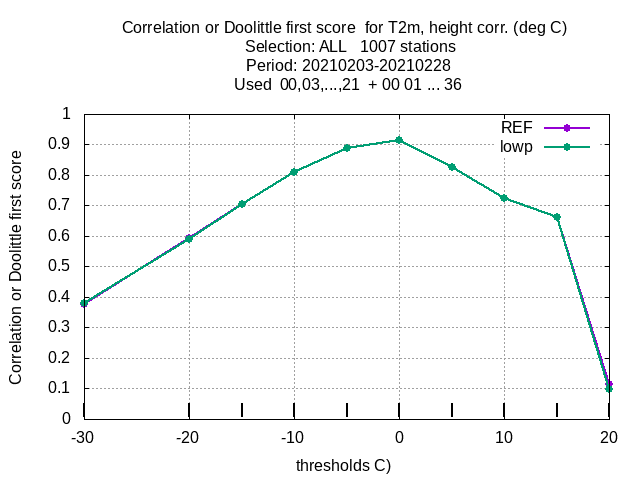 Correlation or Doolittle first score  for T2m, height corr. (deg C)
Selection: ALL   1007 stations
Period: 20210203-20210228
Used  00,03,...,21  + 00 01 ... 36
REF
lowp
Correlation or Doolittle first score
1
0.9
0.8
0.7
0.6
0.5
0.4
0.3
0.2
0.1
0
-30
-20
-10
0
10
20
thresholds C)